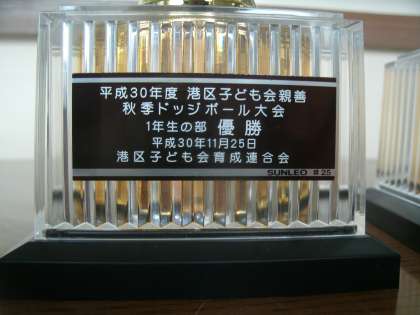 平成30年度 港区子ども会親善
秋季ドッジボール大会
1年生の部 優勝
平成30年11月25日
港区子ども会育成連合会
SUNLEO #25